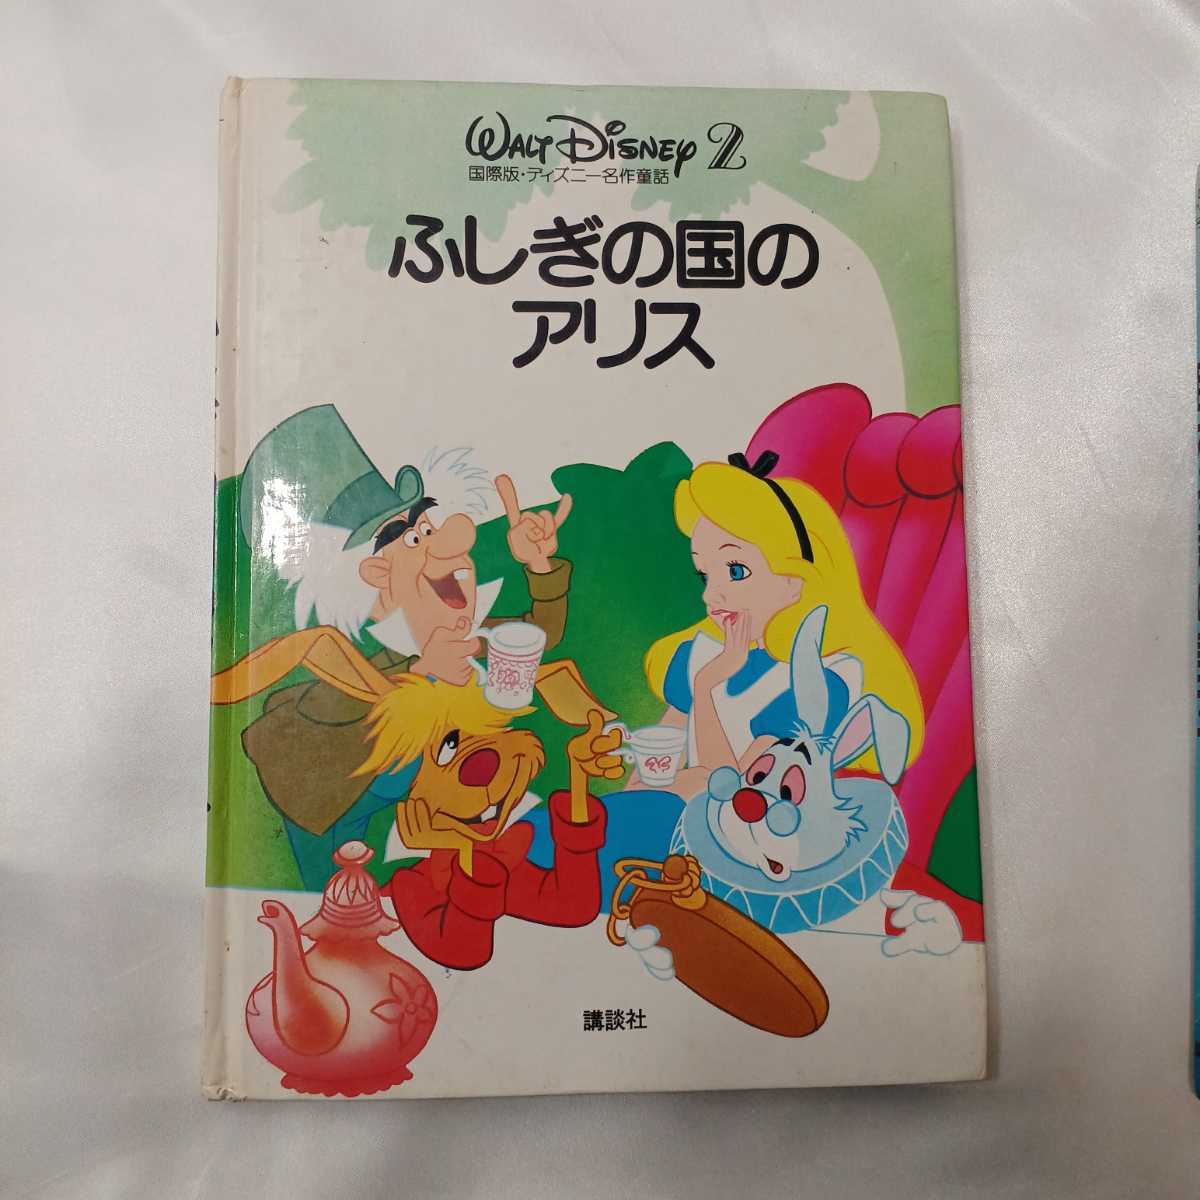 WALT DISNEY 2
国際版・ディズニー名作童話
ふしぎの国の
アリス
講談社